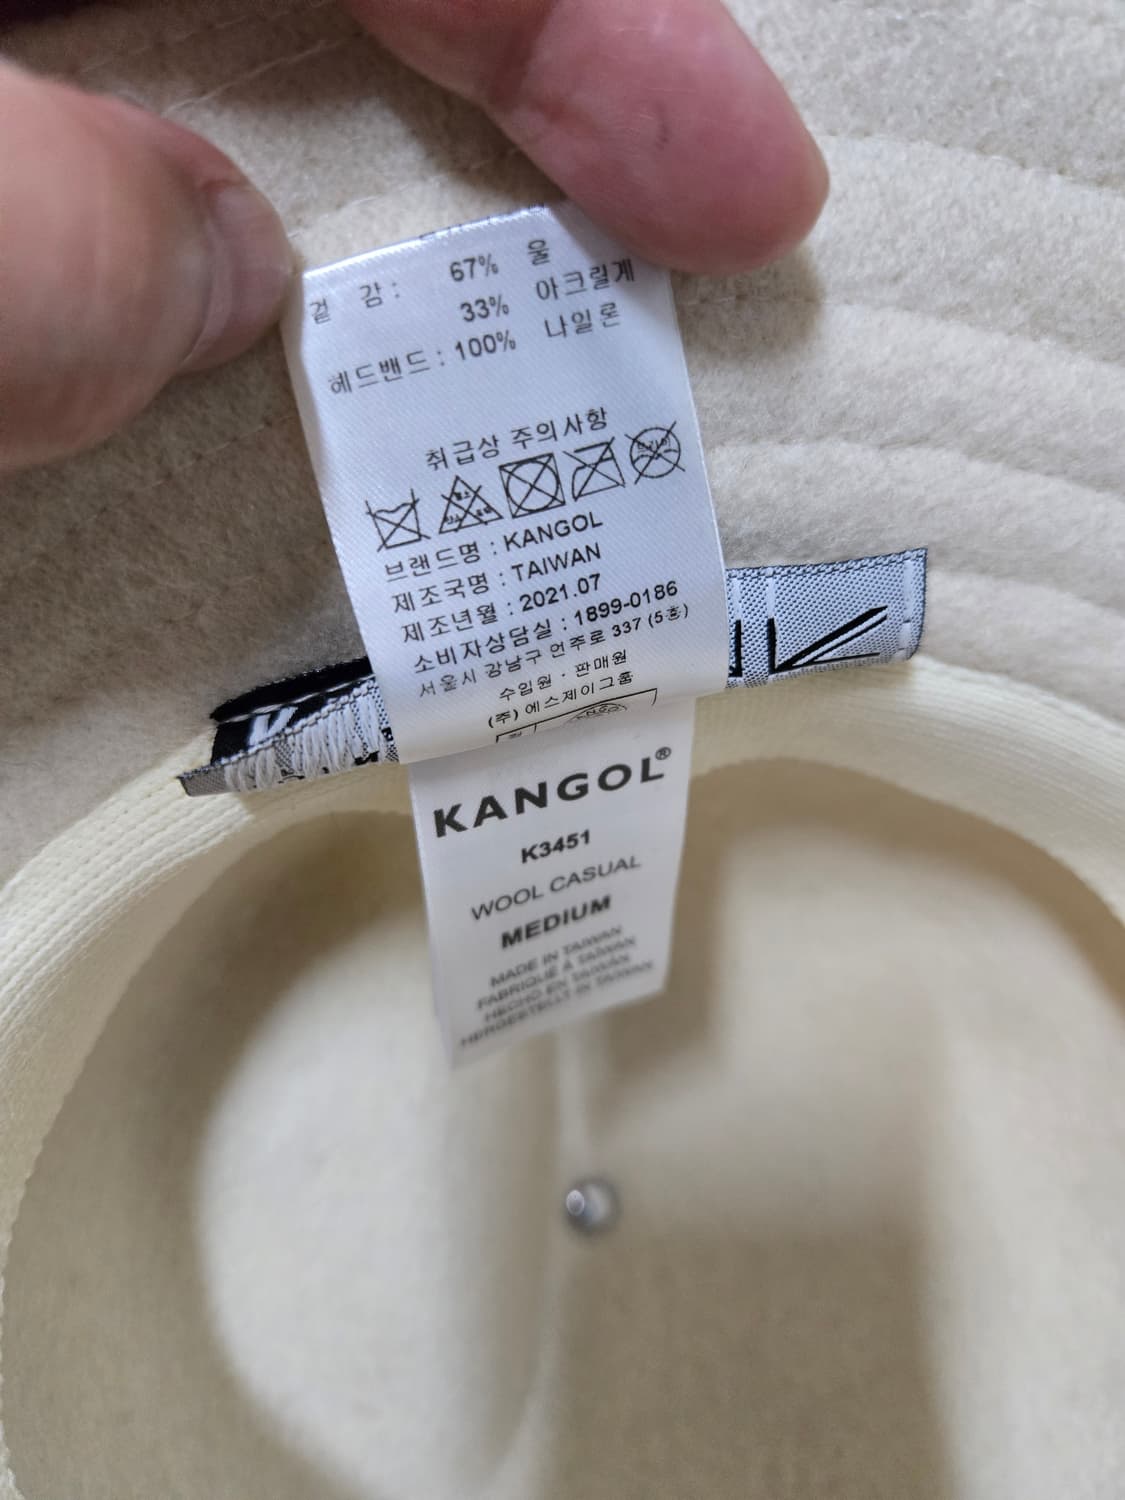 겉 감 : 67% 울
33% 아크릴계
헤드밴드 : 100% 나일론
취급상 주의사항
브랜드명 : KANGOL
제조국명 : TAIWAN
제조년월 : 2021.07
소비자상담실 : 1899-0186
서울시 강남구 언주로 337 (5층)
수입원 · 판매원
(주) 에스제이그룹
KANGOL®
K3451
WOOL CASUAL
MEDIUM
MADE IN TAIWAN
FABRIQUÉ À TAÏWAN
HECHO EN TAIWÁN
HERGESTELLT IN TAIWAN